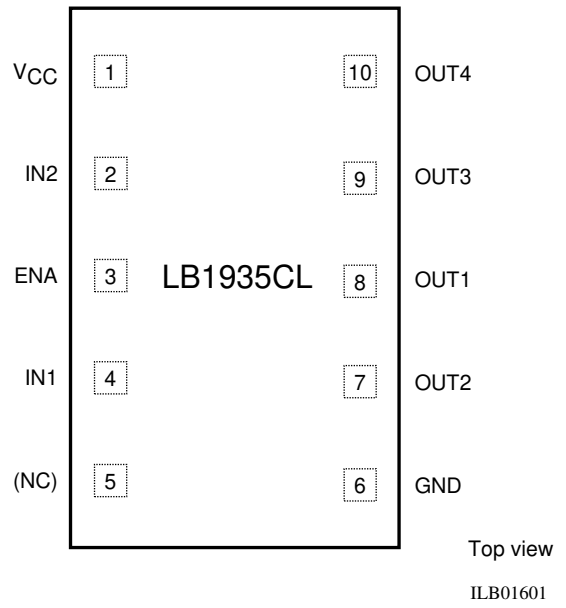 VCC 1 10 OUT4
IN2 2 9 OUT3
ENA 3 LB1935CL 8 OUT1
IN1 4 7 OUT2
(NC) 5 6 GND
Top view
ILB01601